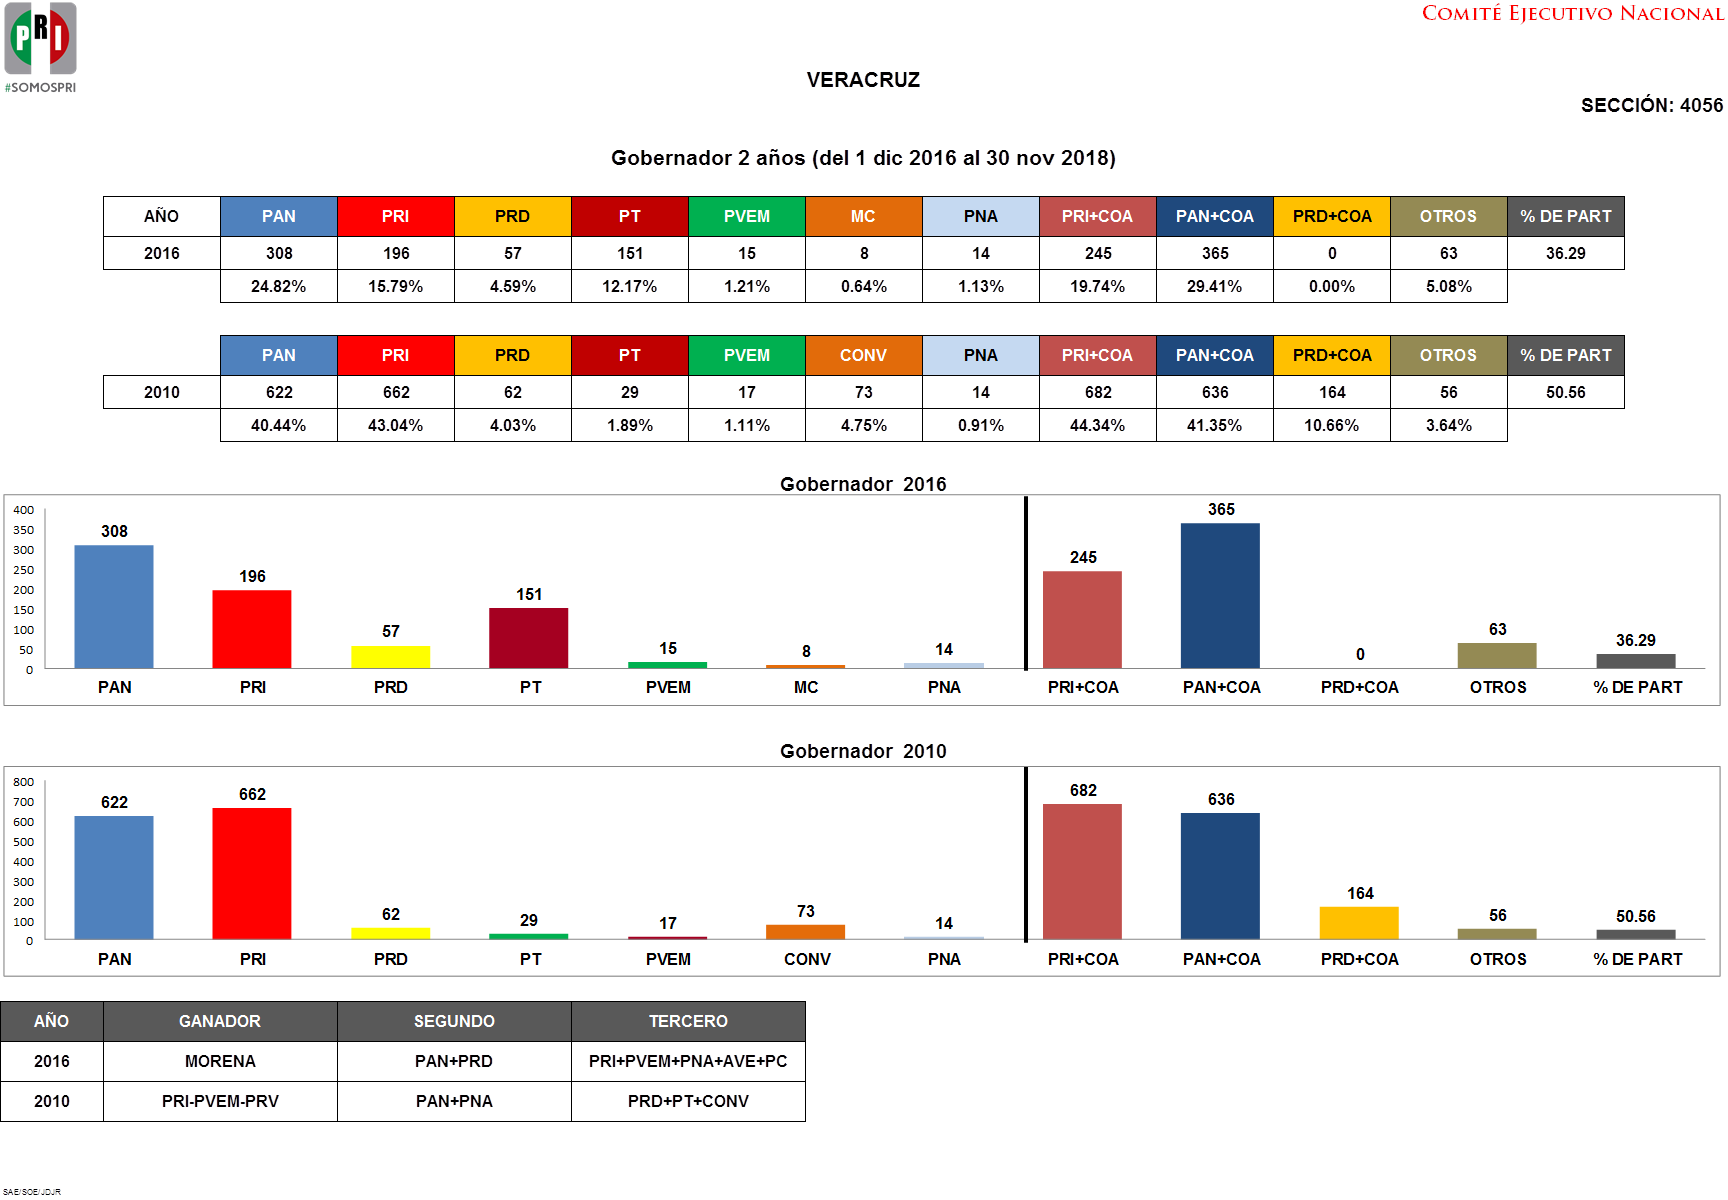 COMITÉ EJECUTIVO NACIONAL
PRI
#SOMOSPRI
VERACRUZ
SECCIÓN: 4056
Gobernador 2 años (del 1 dic 2016 al 30 nov 2018)
AÑO PAN PRI PRD PT PVEM MC PNA PRI+COA PAN+COA PRD+COA OTROS % DE PART
2016 308 196 57 151 15 8 14 245 365 0 63 36.29
24.82% 15.79% 4.59% 12.17% 1.21% 0.64% 1.13% 19.74% 29.41% 0.00% 5.08%
PAN PRI PRD PT PVEM CONV PNA PRI+COA PAN+COA PRD+COA OTROS % DE PART
2010 622 662 62 29 17 73 14 682 636 164 56 50.56
40.44% 43.04% 4.03% 1.89% 1.11% 4.75% 0.91% 44.34% 41.35% 10.66% 3.64%
Gobernador 2016
400
350
300
250
200
150
100
50
0
308 196 57 151 15 8 14 245 365 0 63 36.29
PAN PRI PRD PT PVEM MC PNA PRI+COA PAN+COA PRD+COA OTROS % DE PART
Gobernador 2010
800
700
600
500
400
300
200
100
0
622 662 62 29 17 73 14 682 636 164 56 50.56
PAN PRI PRD PT PVEM CONV PNA PRI+COA PAN+COA PRD+COA OTROS % DE PART
AÑO GANADOR SEGUNDO TERCERO
2016 MORENA PAN+PRD PRI+PVEM+PNA+AVE+PC
2010 PRI-PVEM-PRV PAN+PNA PRD+PT+CONV
SAE/SOE/JDJR